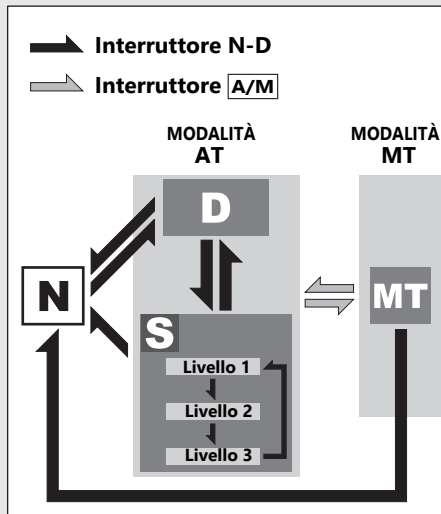 Interruttore N-D
Interruttore A/M
MODALITÀ
AT
MODALITÀ
MT
D
N
MT
S
Livello 1
Livello 2
Livello 3